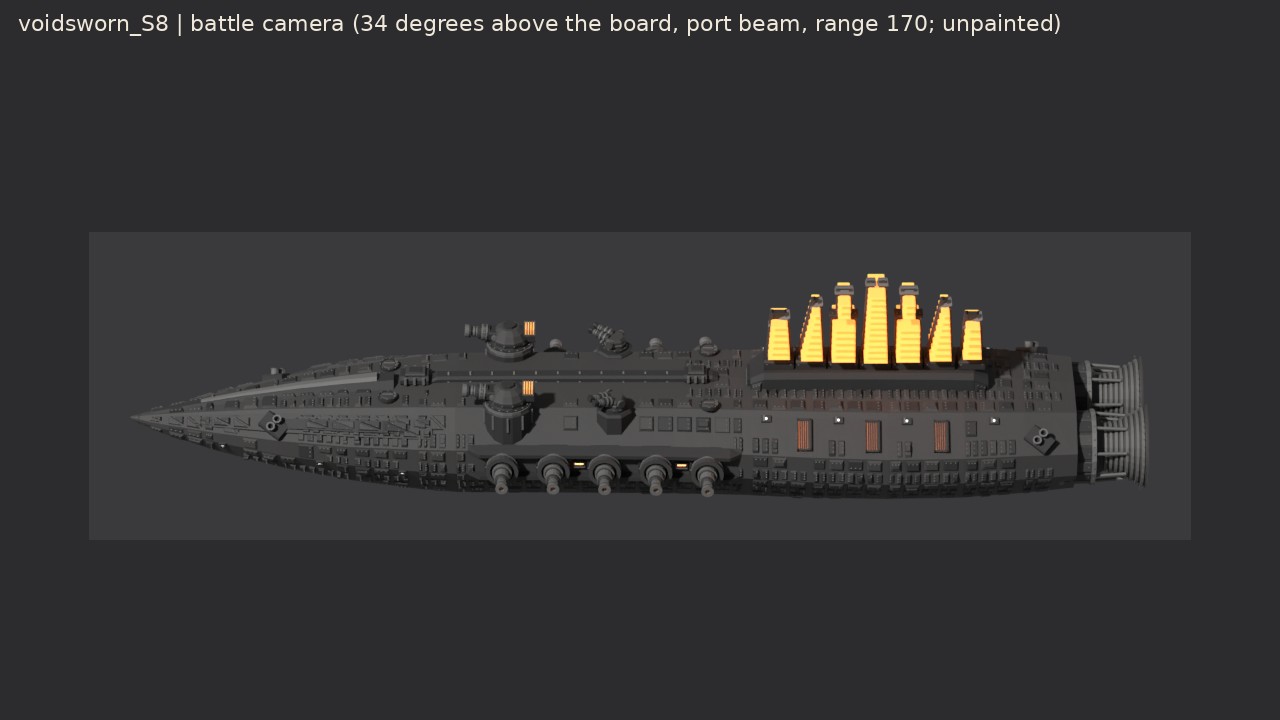 voidsworn_S8 | battle camera (34 degrees above the board, port beam, range 170; unpainted)